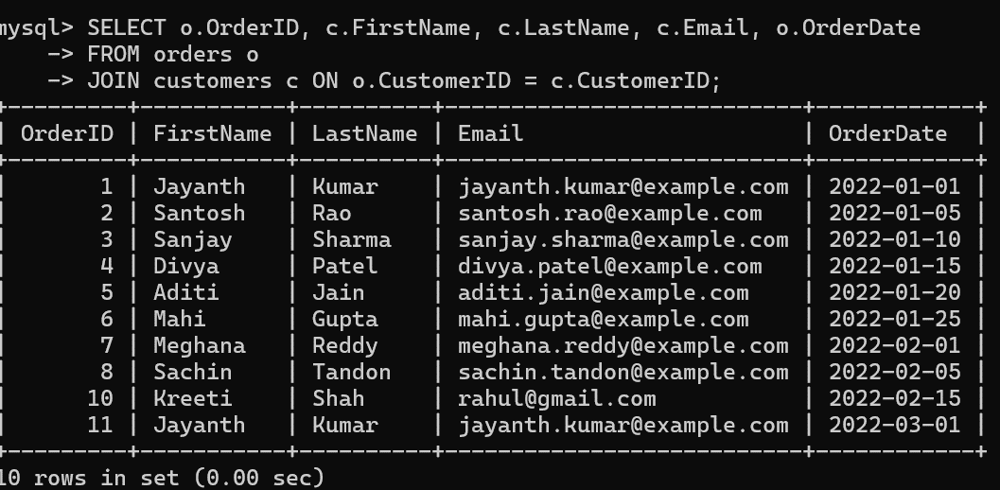 mysql> SELECT o.OrderID, c.FirstName, c.LastName, c.Email, o.OrderDate
    -> FROM orders o
    -> JOIN customers c ON o.CustomerID = c.CustomerID;
+---------+-----------+----------+---------------------------+------------+
| OrderID | FirstName | LastName | Email                     | OrderDate  |
+---------+-----------+----------+---------------------------+------------+
|       1 | Jayanth   | Kumar    | jayanth.kumar@example.com | 2022-01-01 |
|       2 | Santosh   | Rao      | santosh.rao@example.com   | 2022-01-05 |
|       3 | Sanjay    | Sharma   | sanjay.sharma@example.com | 2022-01-10 |
|       4 | Divya     | Patel    | divya.patel@example.com   | 2022-01-15 |
|       5 | Aditi     | Jain     | aditi.jain@example.com    | 2022-01-20 |
|       6 | Mahi      | Gupta    | mahi.gupta@example.com    | 2022-01-25 |
|       7 | Meghana   | Reddy    | meghana.reddy@example.com | 2022-02-01 |
|       8 | Sachin    | Tandon   | sachin.tandon@example.com | 2022-02-05 |
|      10 | Kreeti    | Shah     | rahul@gmail.com           | 2022-02-15 |
|      11 | Jayanth   | Kumar    | jayanth.kumar@example.com | 2022-03-01 |
+---------+-----------+----------+---------------------------+------------+
10 rows in set (0.00 sec)